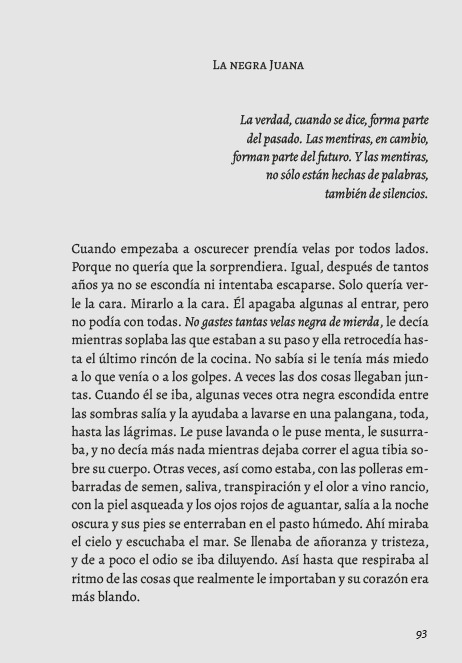 La negra Juana
La verdad, cuando se dice, forma parte
del pasado. Las mentiras, en cambio,
forman parte del futuro. Y las mentiras,
no sólo están hechas de palabras,
también de silencios.
Cuando empezaba a oscurecer prendía velas por todos lados.
Porque no quería que la sorprendiera. Igual, después de tantos
años ya no se escondía ni intentaba escaparse. Solo quería ver-
le la cara. Mirarlo a la cara. Él apagaba algunas al entrar, pero
no podía con todas. No gastes tantas velas negra de mierda, le decía
mientras soplaba las que estaban a su paso y ella retrocedía has-
ta el último rincón de la cocina. No sabía si le tenía más miedo
a lo que venía o a los golpes. A veces las dos cosas llegaban jun-
tas. Cuando él se iba, algunas veces otra negra escondida entre
las sombras salía y la ayudaba a lavarse en una palangana, toda,
hasta las lágrimas. Le puse lavanda o le puse menta, le susurra-
ba, y no decía más nada mientras dejaba correr el agua tibia so-
bre su cuerpo. Otras veces, así como estaba, con las polleras em-
barradas de semen, saliva, transpiración y el olor a vino rancio,
con la piel asqueada y los ojos rojos de aguantar, salía a la noche
oscura y sus pies se enterraban en el pasto húmedo. Ahí miraba
el cielo y escuchaba el mar. Se llenaba de añoranza y tristeza,
y de a poco el odio se iba diluyendo. Así hasta que respiraba al
ritmo de las cosas que realmente le importaban y su corazón era
más blando.
93